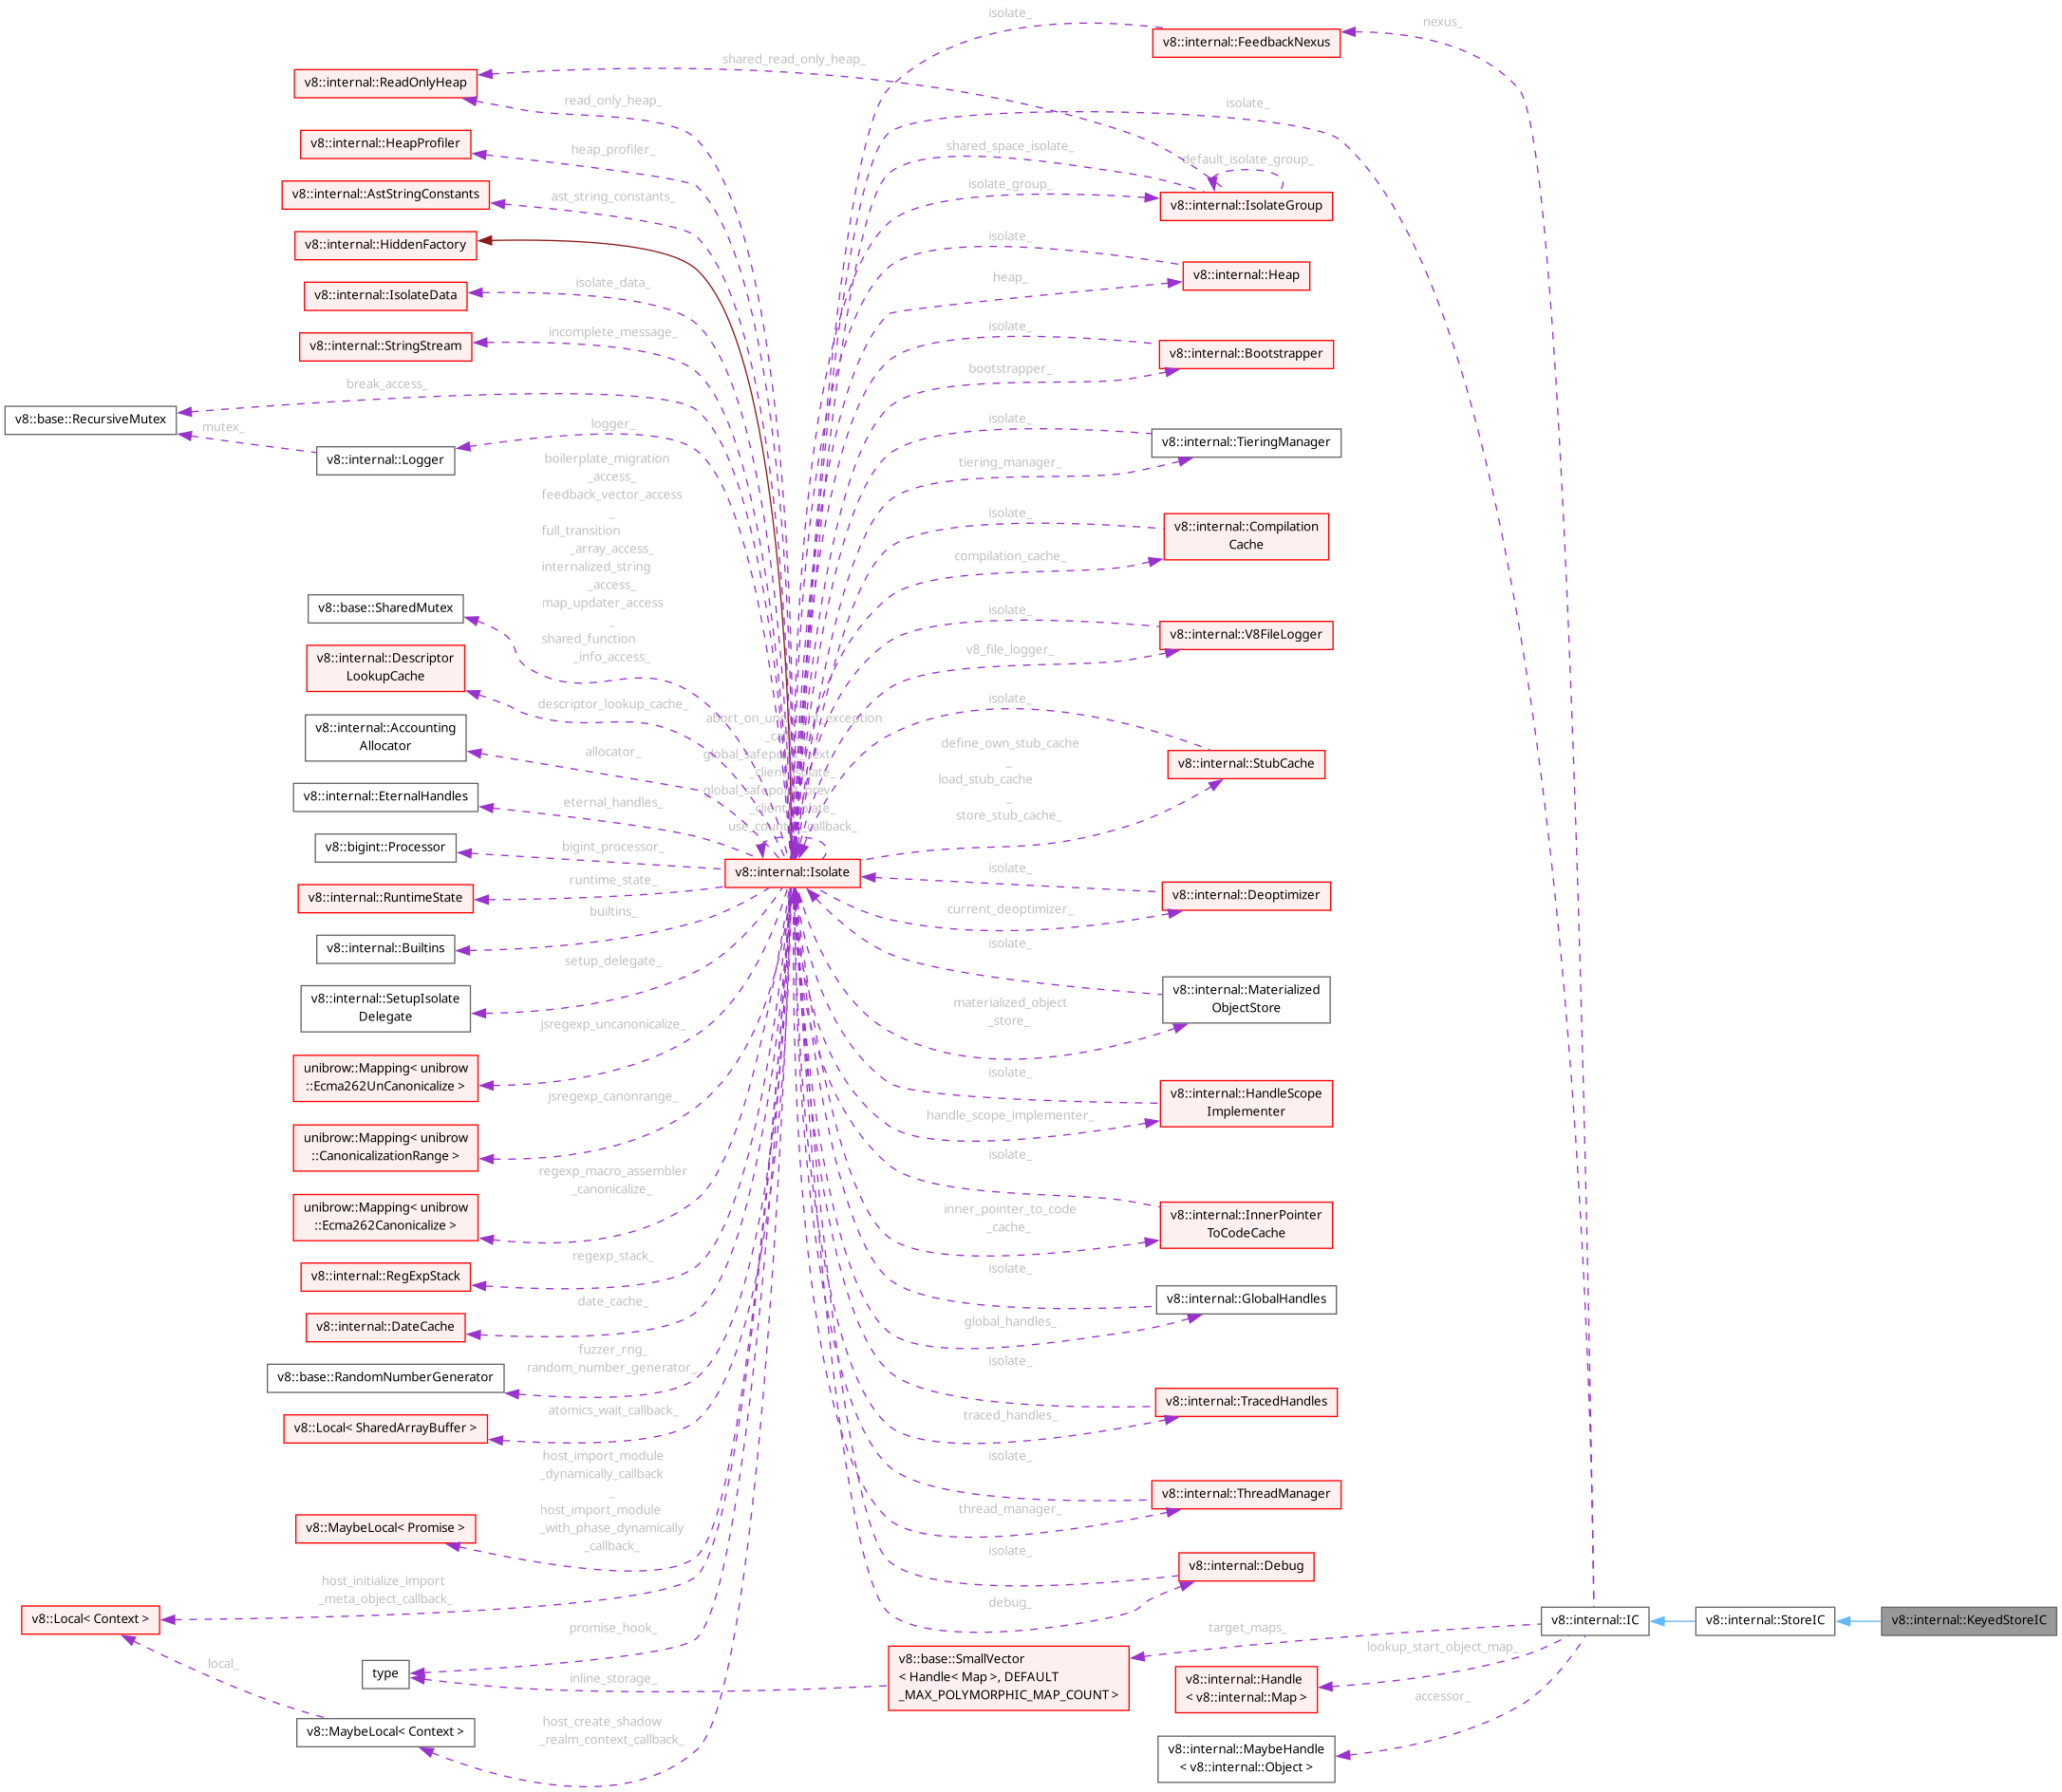 isolate_
nexus_
v8::internal::FeedbackNexus
shared_read_only_heap_
v8::internal::ReadOnlyHeap
read_only_heap_
isolate_
v8::internal::HeapProfiler
heap_profiler_
shared_space_isolate_
default_isolate_group_
v8::internal::AstStringConstants
ast_string_constants_
isolate_group_
v8::internal::IsolateGroup
v8::internal::HiddenFactory
isolate_
v8::internal::Heap
heap_
v8::internal::IsolateData
isolate_data_
v8::internal::StringStream
incomplete_message_
isolate_
v8::internal::Bootstrapper
bootstrapper_
break_access_
v8::base::RecursiveMutex
mutex_
v8::internal::Logger
logger_
isolate_
v8::internal::TieringManager
tiering_manager_
boilerplate_migration
_access_
feedback_vector_access
_
full_transition
_array_access_
internalized_string
_access_
map_updater_access
_
shared_function
_info_access_
isolate_
v8::internal::Compilation
Cache
compilation_cache_
v8::base::SharedMutex
isolate_
v8::internal::V8FileLogger
v8_file_logger_
v8::internal::Descriptor
LookupCache
descriptor_lookup_cache_
isolate_
v8::internal::Accounting
Allocator
allocator_
global_safepoint_prev
_client_isolate_
use_counter_callback_
define_own_stub_cache
_
load_stub_cache
_
store_stub_cache_
v8::internal::StubCache
v8::internal::EternalHandles
eternal_handles_
v8::bigint::Processor
bigint_processor_
v8::internal::Isolate
v8::internal::RuntimeState
runtime_state_
isolate_
v8::internal::Deoptimizer
current_deoptimizer_
v8::internal::Builtins
builtins_
isolate_
v8::internal::SetupIsolate
Delegate
setup_delegate_
v8::internal::Materialized
ObjectStore
materialized_object
_store_
unibrow::Mapping< unibrow
::Ecma262UnCanonicalize >
jsregexp_uncanonicalize_
isolate_
v8::internal::HandleScope
Implementer
handle_scope_implementer_
unibrow::Mapping< unibrow
::CanonicalizationRange >
jsregexp_canonrange_
isolate_
unibrow::Mapping< unibrow
::Ecma262Canonicalize >
regexp_macro_assembler
_canonicalize_
v8::internal::InnerPointer
ToCodeCache
inner_pointer_to_code
_cache_
v8::internal::RegExpStack
regexp_stack_
isolate_
v8::internal::GlobalHandles
global_handles_
v8::internal::DateCache
date_cache_
v8::base::RandomNumberGenerator
fuzzer_rng_
random_number_generator_
isolate_
v8::internal::TracedHandles
traced_handles_
v8::Local< SharedArrayBuffer >
atomics_wait_callback_
isolate_
v8::internal::ThreadManager
thread_manager_
v8::MaybeLocal< Promise >
host_import_module
_dynamically_callback
_
host_import_module
_with_phase_dynamically
_callback_
isolate_
v8::internal::Debug
debug_
v8::Local< Context >
host_initialize_import
_meta_object_callback_
v8::internal::IC
v8::internal::StoreIC
v8::internal::KeyedStoreIC
target_maps_
lookup_start_object_map_
accessor_
local_
type
promise_hook_
inline_storage_
v8::base::SmallVector
< Handle< Map >, DEFAULT
_MAX_POLYMORPHIC_MAP_COUNT >
v8::internal::Handle
< v8::internal::Map >
v8::MaybeLocal< Context >
host_create_shadow
_realm_context_callback_
v8::internal::MaybeHandle
< v8::internal::Object >